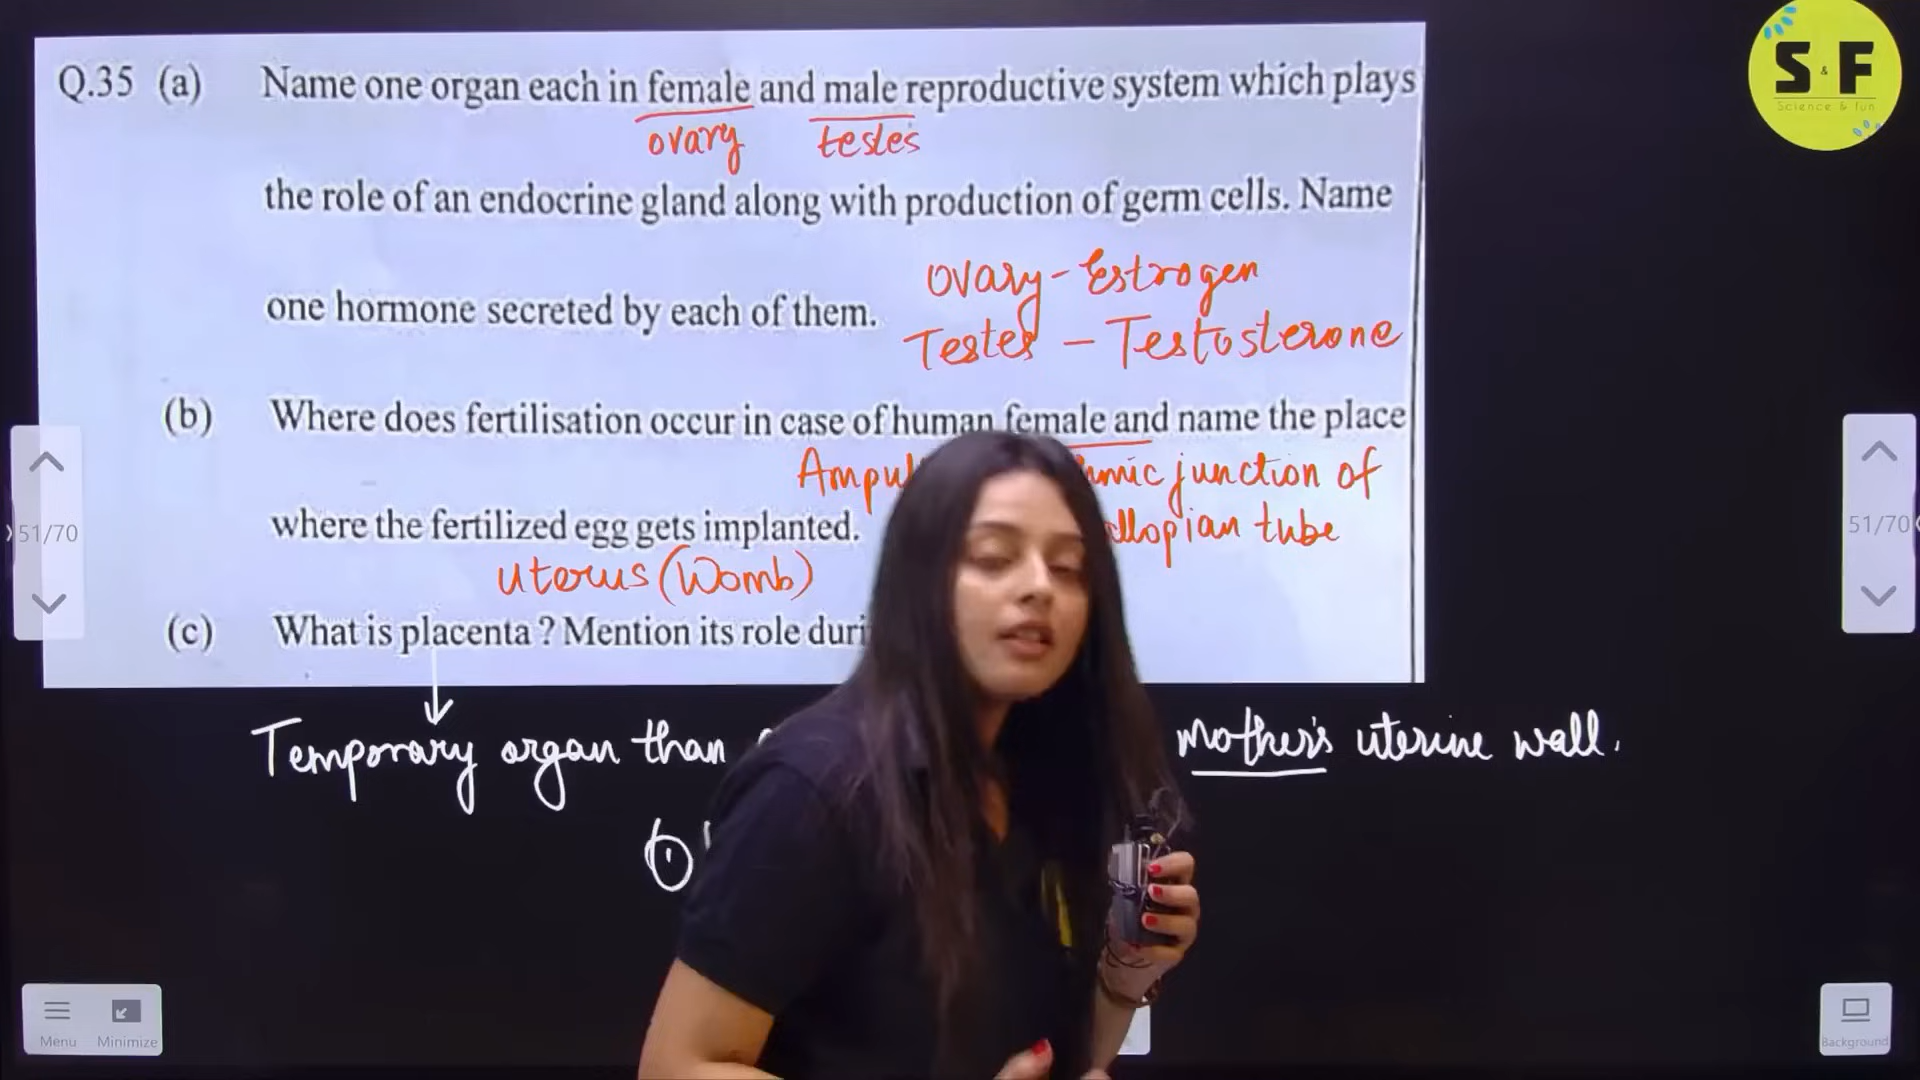 Q.35 (a) Name one organ each in female and male reproductive system which plays
ovary testes
the role of an endocrine gland along with production of germ cells. Name
Ovary - Estrogen
one hormone secreted by each of them.
Testes - Testosterone
(b) Where does fertilisation occur in case of human female and name the place
junction of
where the fertilized egg gets implanted.
tube
Uterus (Womb)
(c) What is placenta ? Mention its role
Temporary organ than mother's uterine wall.
①
51/70
51/70
S & F
Science & fun
Menu Minimize
Background